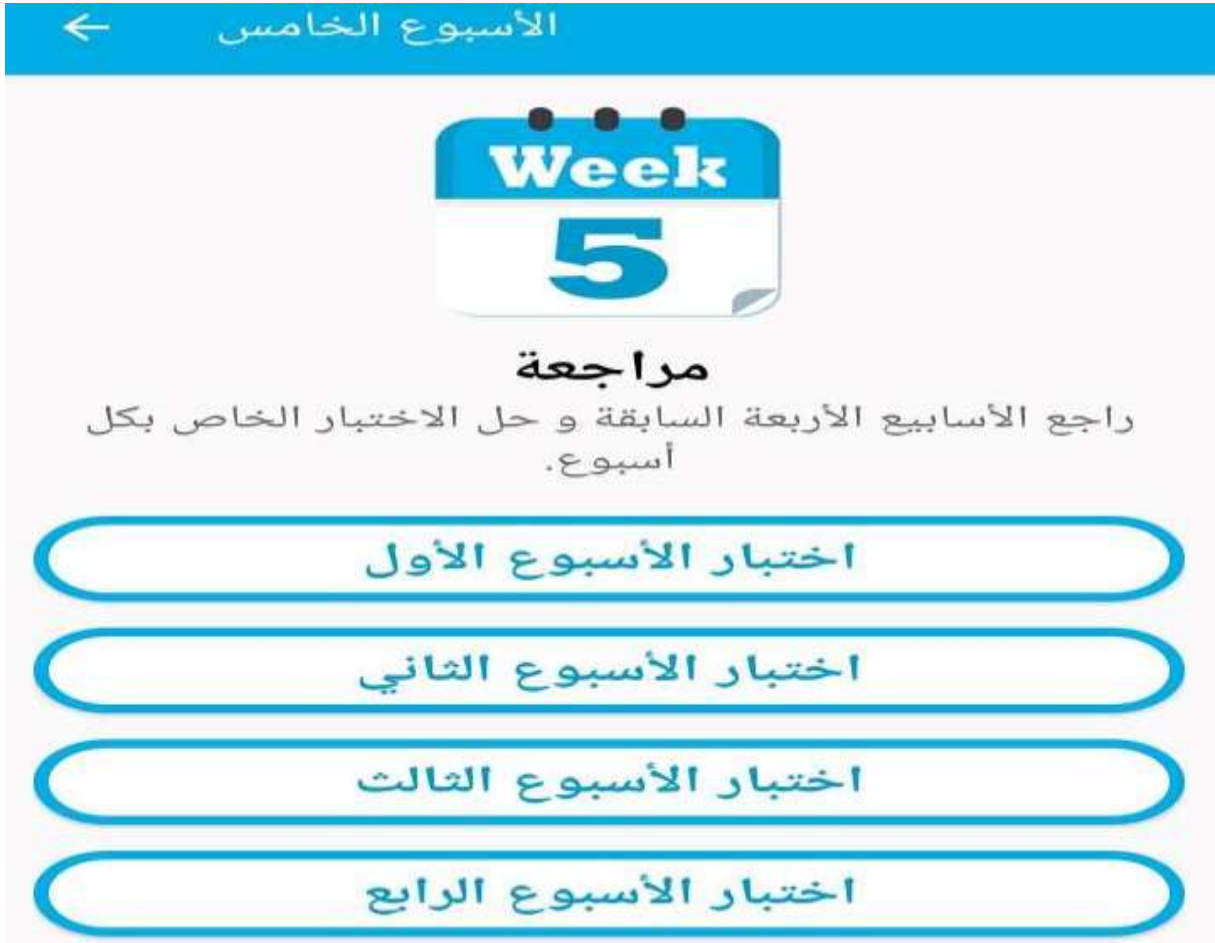 الأسبوع الخامس
Week
5
مراجعة
راجع الأسابيع الأربعة السابقة و حل الاختبار الخاص بكل
أسبوع.
اختبار الأسبوع الأول
اختبار الأسبوع الثاني
اختبار الأسبوع الثالث
اختبار الأسبوع الرابع